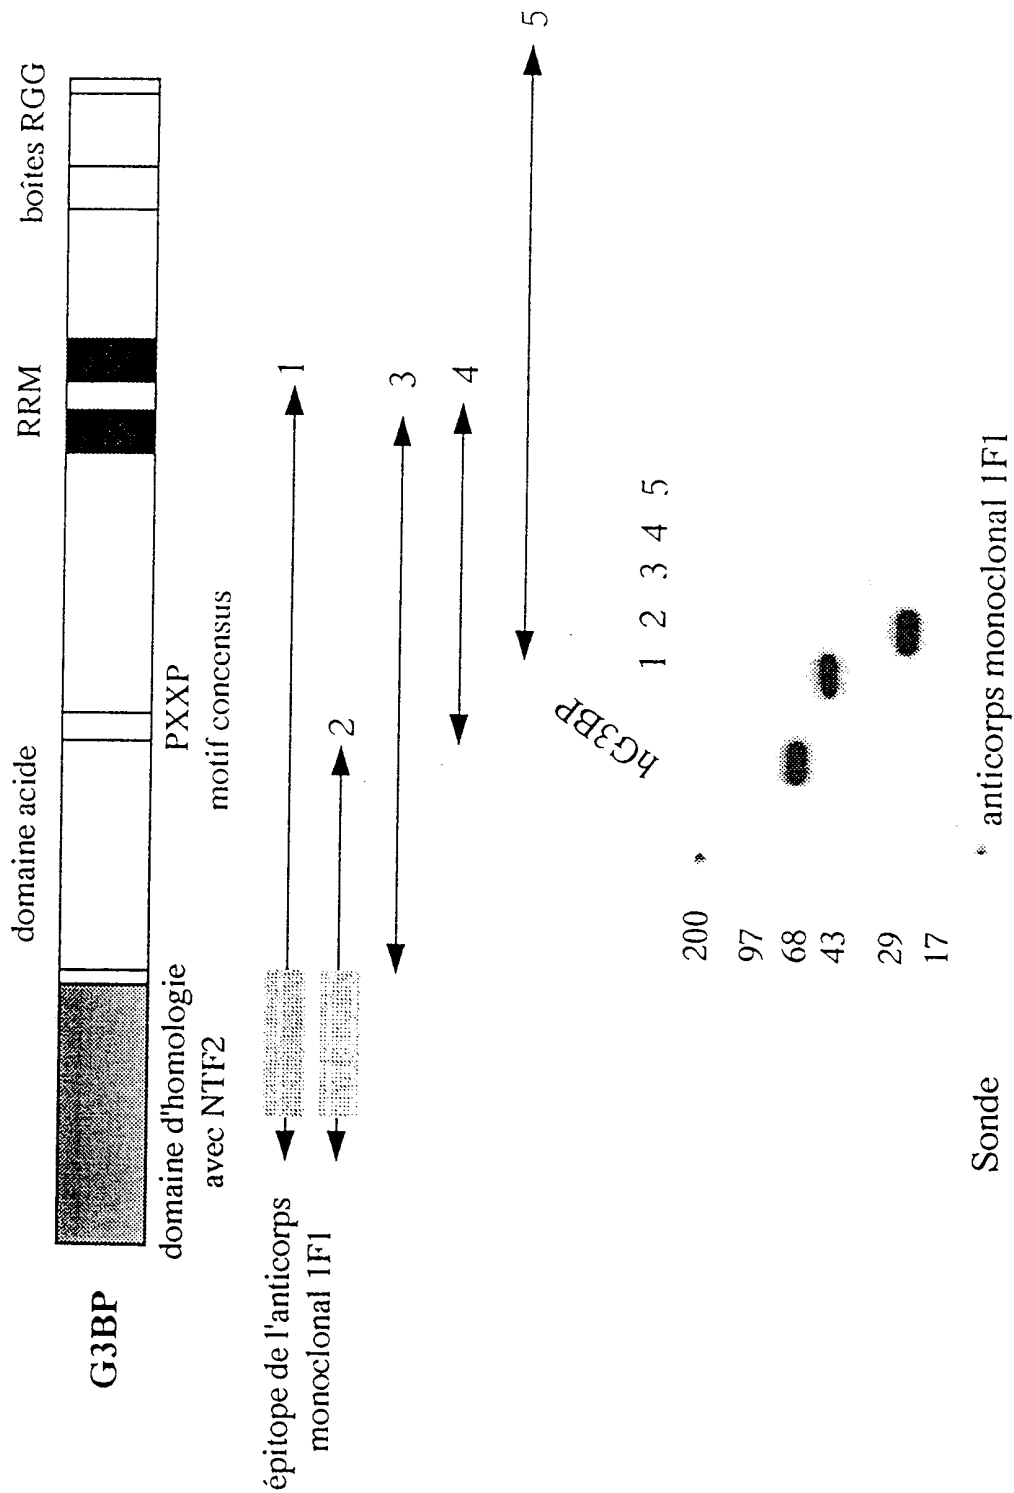 G3BP
domaine acide
RRM
boîtes RGG
domaine d'homologie
avec NTF2
PXXP
motif concensus
épitope de l'anticorps
monoclonal 1F1
1
2
3
4
5
hG3BP
1 2 3 4 5
200
97
68
43
29
17
Sonde
anticorps monoclonal 1F1